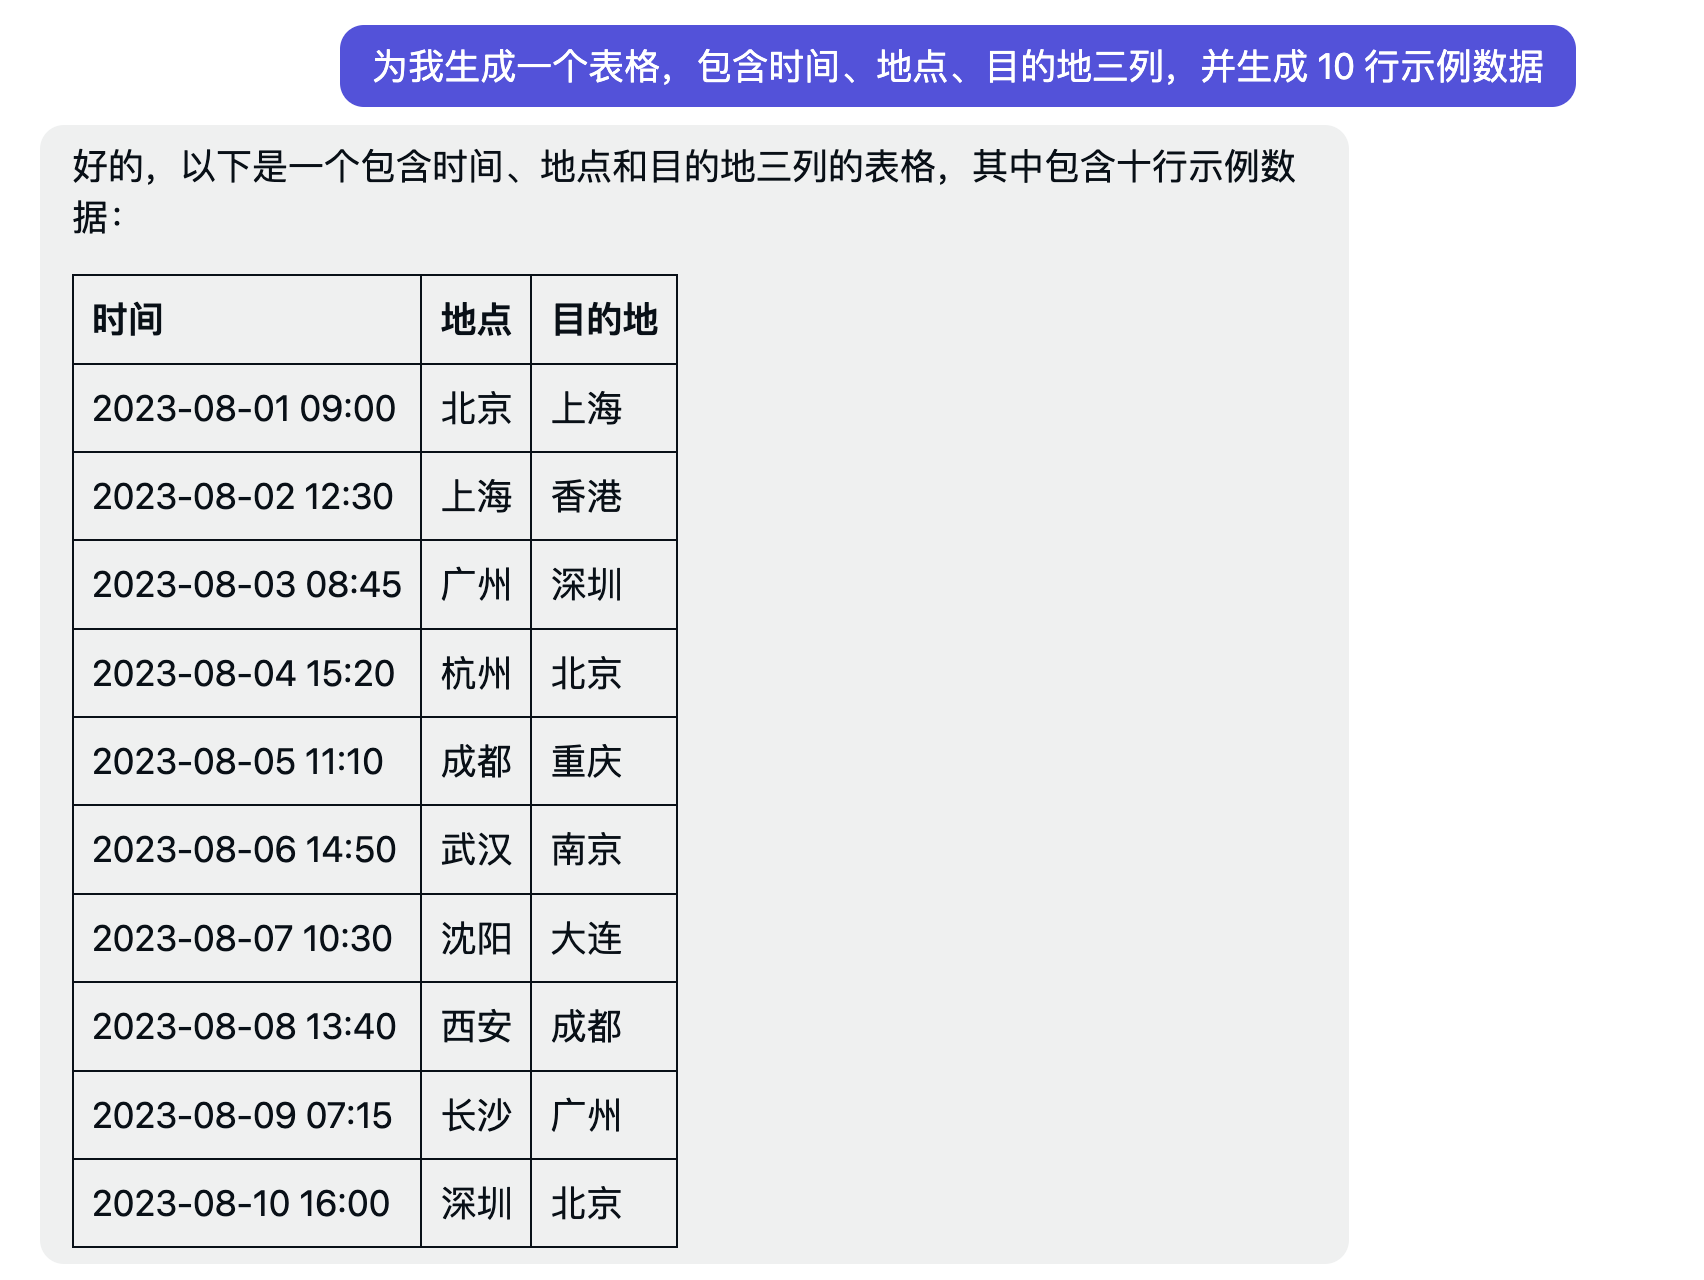 为我生成一个表格，包含时间、地点、目的地三列，并生成 10 行示例数据
好的，以下是一个包含时间、地点和目的地三列的表格，其中包含十行示例数
据：
时间 地点 目的地
2023-08-01 09:00 北京 上海
2023-08-02 12:30 上海 香港
2023-08-03 08:45 广州 深圳
2023-08-04 15:20 杭州 北京
2023-08-05 11:10 成都 重庆
2023-08-06 14:50 武汉 南京
2023-08-07 10:30 沈阳 大连
2023-08-08 13:40 西安 成都
2023-08-09 07:15 长沙 广州
2023-08-10 16:00 深圳 北京